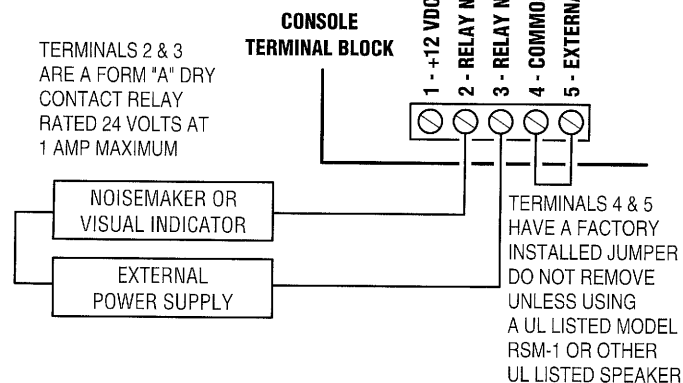 CONSOLE
TERMINAL BLOCK
1 - +12 VDC
2 - RELAY
3 - RELAY
4 -
5 -
TERMINALS 2 & 3
ARE A FORM "A" DRY
CONTACT RELAY
RATED 24 VOLTS AT
1 AMP MAXIMUM
NOISEMAKER OR
VISUAL INDICATOR
EXTERNAL
POWER SUPPLY
TERMINALS 4 & 5
HAVE A FACTORY
INSTALLED JUMPER
DO NOT REMOVE
UNLESS USING
A UL LISTED MODEL
RSM-1 OR OTHER
UL LISTED SPEAKER